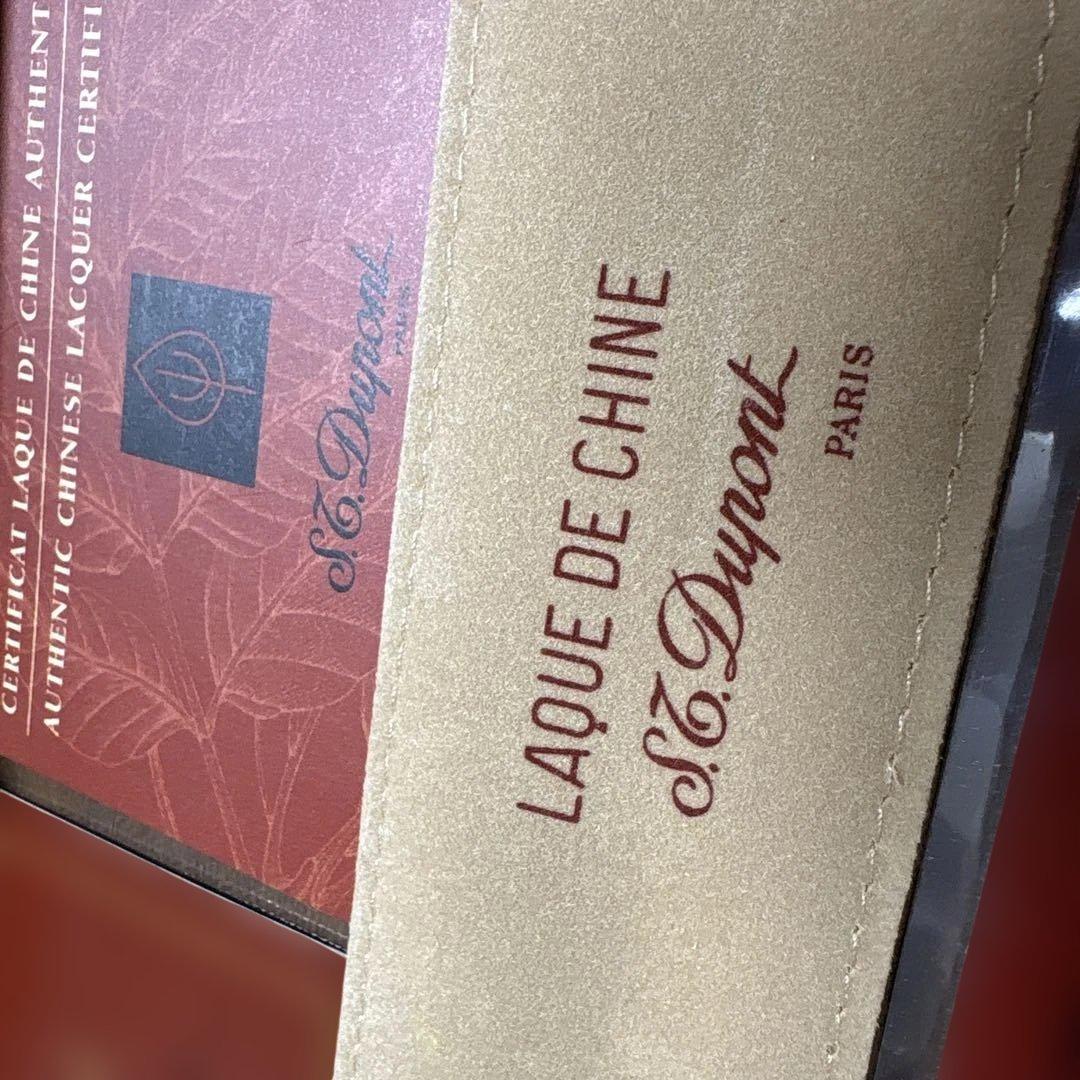 CERTIFICAT LAQUE DE CHINE AUTHENT
AUTHENTIC CHINESE LACQUER CERTIFI
S.T. Dupont
PARIS
LAQUE DE CHINE
S.T. Dupont
PARIS